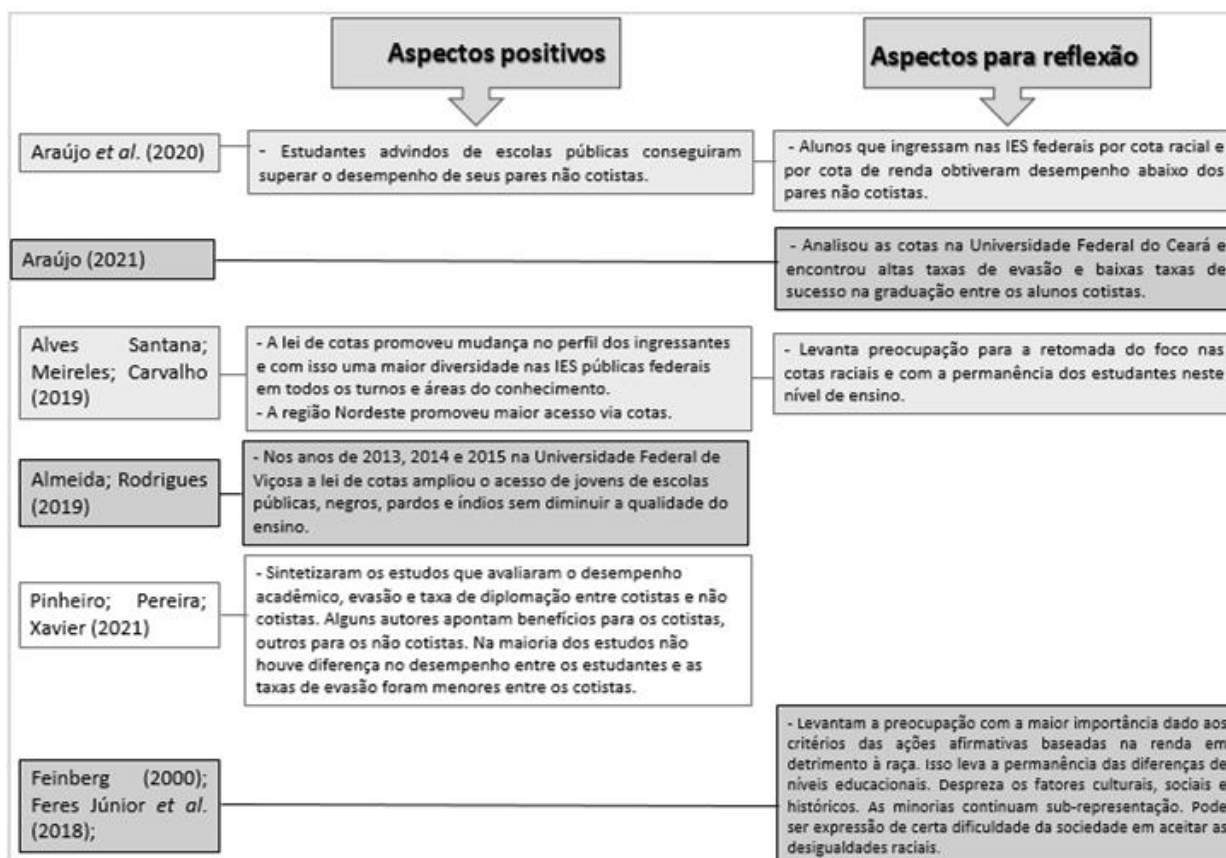 Aspectos positivos
Aspectos para reflexão
Araújo et al. (2020)
- Estudantes advindos de escolas públicas conseguiram
superar o desempenho de seus pares não cotistas.
- Alunos que ingressam nas IES federais por cota racial e
por cota de renda obtiveram desempenho abaixo dos
pares não cotistas.
Araújo (2021)
- Analisou as cotas na Universidade Federal do Ceará e
encontrou altas taxas de evasão e baixas taxas de
sucesso na graduação entre os alunos cotistas.
Alves Santana;
Meireles; Carvalho
(2019)
- A lei de cotas promoveu mudança no perfil dos ingressantes
e com isso uma maior diversidade nas IES públicas federais
em todos os turnos e áreas do conhecimento.
- A região Nordeste promoveu maior acesso via cotas.
- Levanta preocupação para a retomada do foco nas
cotas raciais e com a permanência dos estudantes neste
nível de ensino.
Almeida; Rodrigues
(2019)
- Nos anos de 2013, 2014 e 2015 na Universidade Federal de
Viçosa a lei de cotas ampliou o acesso de jovens de escolas
públicas, negros, pardos e índios sem diminuir a qualidade do
ensino.
Pinheiro; Pereira;
Xavier (2021)
- Sintetizaram os estudos que avaliaram o desempenho
acadêmico, evasão e taxa de diplomação entre cotistas e não
cotistas. Alguns autores apontam benefícios para os cotistas,
outros para os não cotistas. Na maioria dos estudos não
houve diferença no desempenho entre os estudantes e as
taxas de evasão foram menores entre os cotistas.
Feinberg (2000);
Feres Júnior et al.
(2018);
- Levantam a preocupação com a maior importância dado aos
critérios das ações afirmativas baseadas na renda em
detrimento à raça. Isso leva a permanência das diferenças de
níveis educacionais. Despreza os fatores culturais, sociais e
históricos. As minorias continuam sub-representação. Pode
ser expressão de certa dificuldade da sociedade em aceitar as
desigualdades raciais.